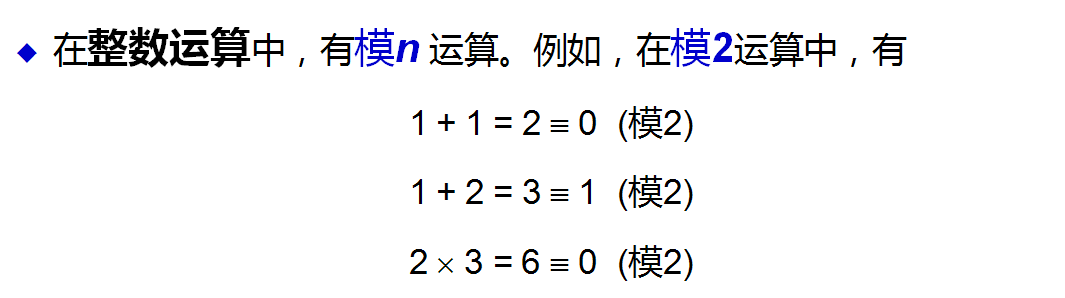 ◆ 在整数运算中，有模n 运算。例如，在模2运算中，有
1 + 1 = 2 ≡ 0 (模2)
1 + 2 = 3 ≡ 1 (模2)
2 × 3 = 6 ≡ 0 (模2)